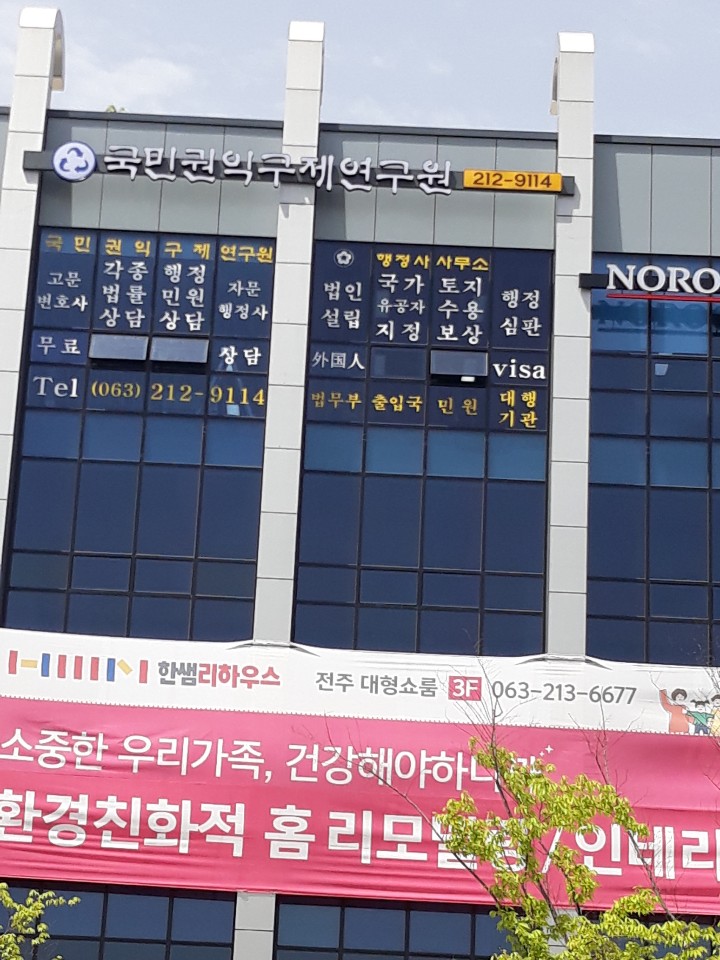 국민권익구제연구원 212-9114
국민 권익 구제 연구원
고문 변호사
각종 법률 상담
행정 민원 상담
자문 행정사
무료 상담
Tel (063) 212-9114
행정사 사무소
법인 설립
국가 유공자 지정
토지 수용 보상
행정 심판
外国人 visa
법무부 출입국 민원 대행 기관
NORO
한쌤리하우스 전주 대형쇼룸 3F 063-213-6677
소중한 우리가족, 건강해야하니까
환경친화적 홈 리모델링/인테리